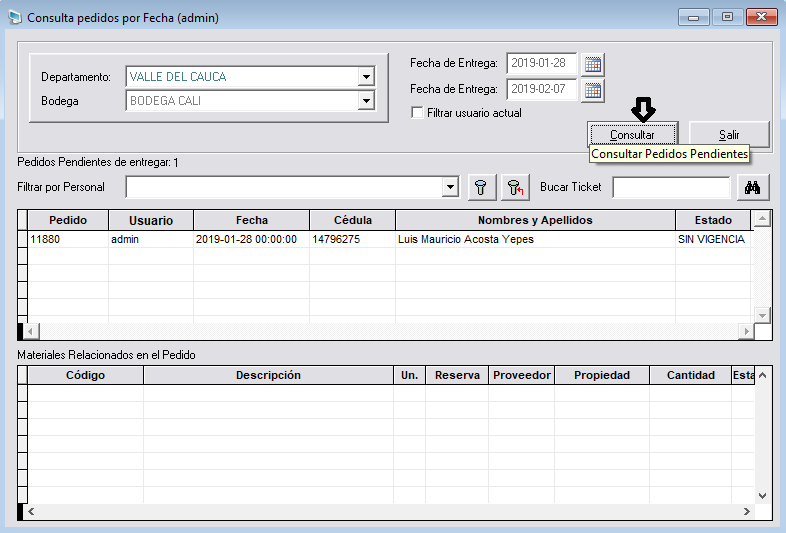 Consulta pedidos por Fecha (admin)
Departamento: VALLE DEL CAUCA
Bodega BODEGA CALI
Fecha de Entrega: 2019-01-28
Fecha de Entrega: 2019-02-07
Filtrar usuario actual
Consultar Salir
Consultar Pedidos Pendientes
Pedidos Pendientes de entregar: 1
Filtrar por Personal Bucar Ticket
Pedido Usuario Fecha Cédula Nombres y Apellidos Estado
11880 admin 2019-01-28 00:00:00 14796275 Luis Mauricio Acosta Yepes SIN VIGENCIA
Materiales Relacionados en el Pedido
Código Descripción Un. Reserva Proveedor Propiedad Cantidad Esta